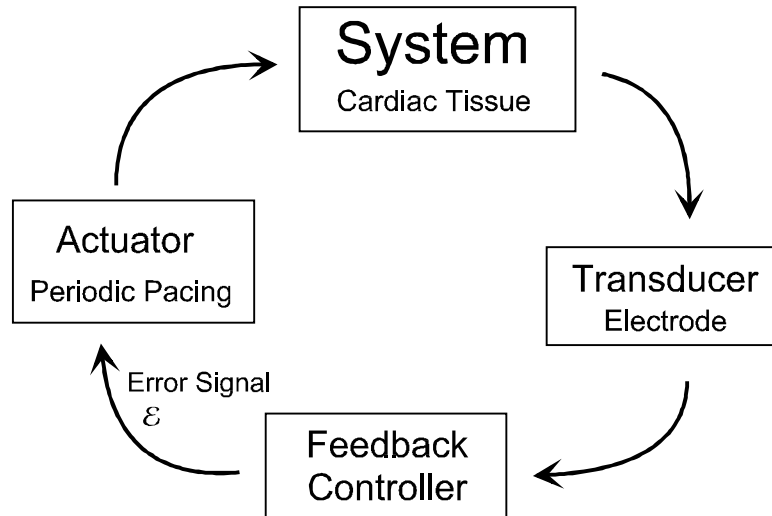 System
Cardiac Tissue
Actuator
Periodic Pacing
Transducer
Electrode
Error Signal
ε
Feedback
Controller